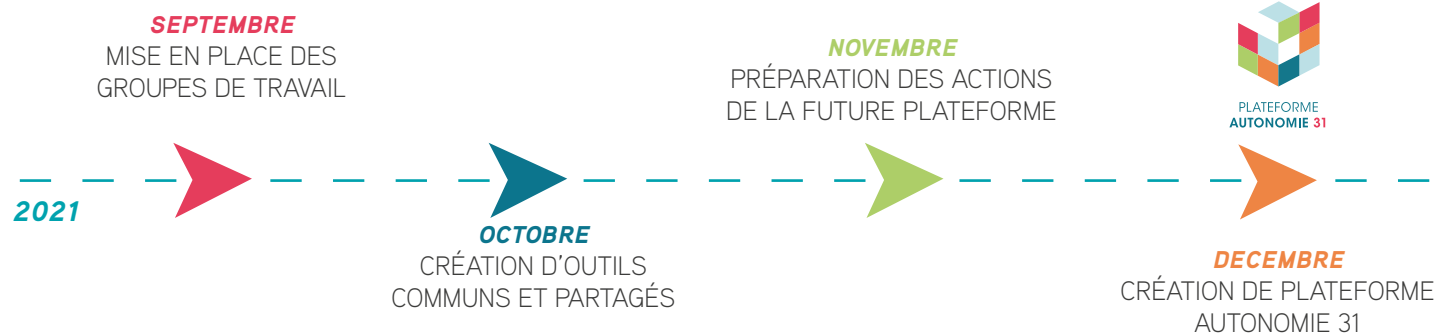 SEPTEMBRE
MISE EN PLACE DES
GROUPES DE TRAVAIL
NOVEMBRE
PRÉPARATION DES ACTIONS
DE LA FUTURE PLATEFORME
PLATEFORME
AUTONOMIE 31
2021
OCTOBRE
CRÉATION D'OUTILS
COMMUNS ET PARTAGÉS
DECEMBRE
CRÉATION DE PLATEFORME
AUTONOMIE 31